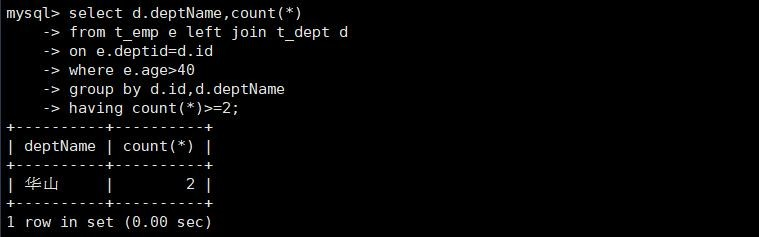 mysql> select d.deptName,count(*)
    -> from t_emp e left join t_dept d
    -> on e.deptid=d.id
    -> where e.age>40
    -> group by d.id,d.deptName
    -> having count(*)>=2;
+----------+----------+
| deptName | count(*) |
+----------+----------+
| 华山     |        2 |
+----------+----------+
1 row in set (0.00 sec)